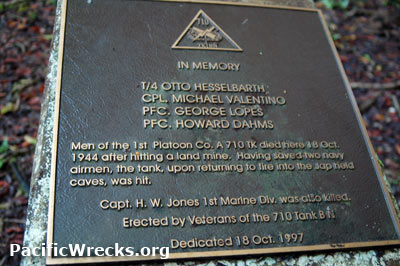 710
IN MEMORY
T/4 OTTO HESSELBARTH
CPL. MICHAEL VALENTINO
PFC. GEORGE LOPES
PFC. HOWARD DAHMS
Men of the 1st Platoon Co. A 710 TK died here 18 Oct.
1944 after hitting a land mine. Having saved two navy
airmen, the tank, upon returning to fire into the Jap held
caves, was hit.
Capt. H. W. Jones 1st Marine Div. was also killed.
Erected by Veterans of the 710 Tank B N
Dedicated 18 Oct. 1997
PacificWrecks.org